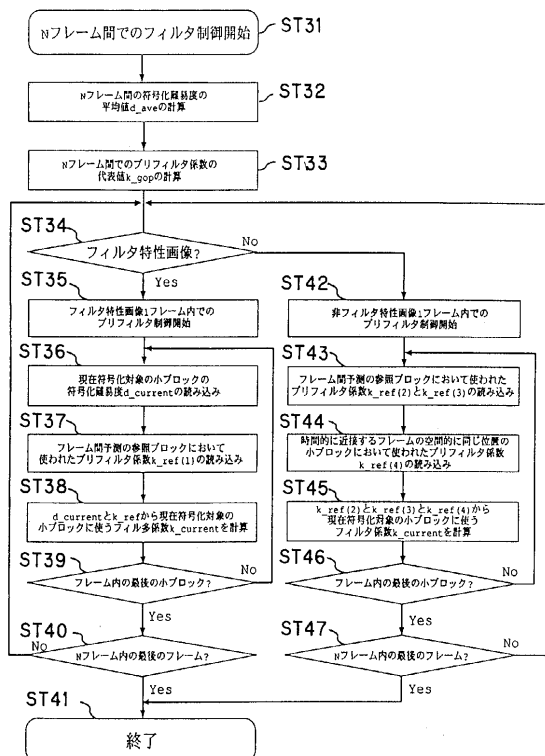 Nフレーム間でのフィルタ制御開始
ST31
Nフレーム間の符号化難易度の
平均値d_aveの計算
ST32
Nフレーム間でのプリフィルタ係数の
代表値k_gopの計算
ST33
ST34
フィルタ特性画像?
No
Yes
ST35
フィルタ特性画像1フレーム内での
プリフィルタ制御開始
ST36
現在符号化対象の小ブロックの
符号化難易度d_currentの読み込み
ST37
フレーム間予測の参照ブロックにおいて
使われたプリフィルタ係数k_ref(1)の読み込み
ST38
d_currentとk_refから現在符号化対象の
小ブロックに使うフィル多係数k_currentを計算
ST39
フレーム内の最後の小ブロック?
No
Yes
ST40
No
Nフレーム内の最後のフレーム?
Yes
ST41
終了
ST42
非フィルタ特性画像1フレーム内での
プリフィルタ制御開始
ST43
フレーム間予測の参照ブロックにおいて使われた
プリフィルタ係数k_ref(2)とk_ref(3)の読み込み
ST44
時間的に近接するフレームの空間的に同じ位置の
小ブロックにおいて使われたプリフィルタ係数
k_ref(4)の読み込み
ST45
k_ref(2)とk_ref(3)とk_ref(4)から
現在符号化対象の小ブロックに使う
フィルタ係数k_currentを計算
ST46
フレーム内の最後の小ブロック?
No
Yes
ST47
Nフレーム内の最後のフレーム?
No
Yes